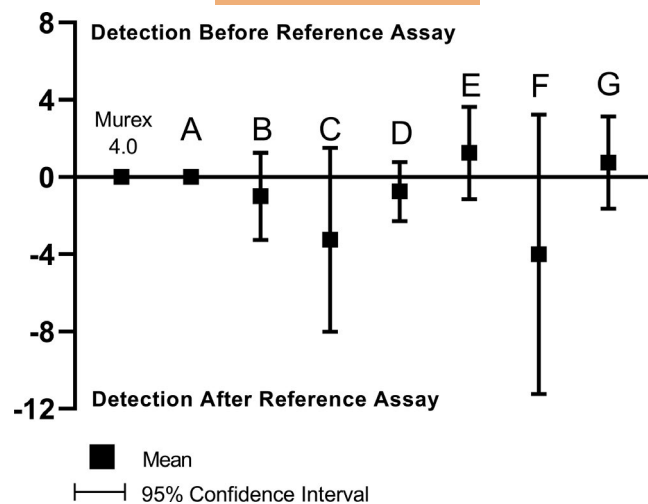 8
Detection Before Reference Assay
4
Murex
4.0
A
B
C
D
E
F
G
0
-4
-8
Detection After Reference Assay
-12
Mean
95% Confidence Interval